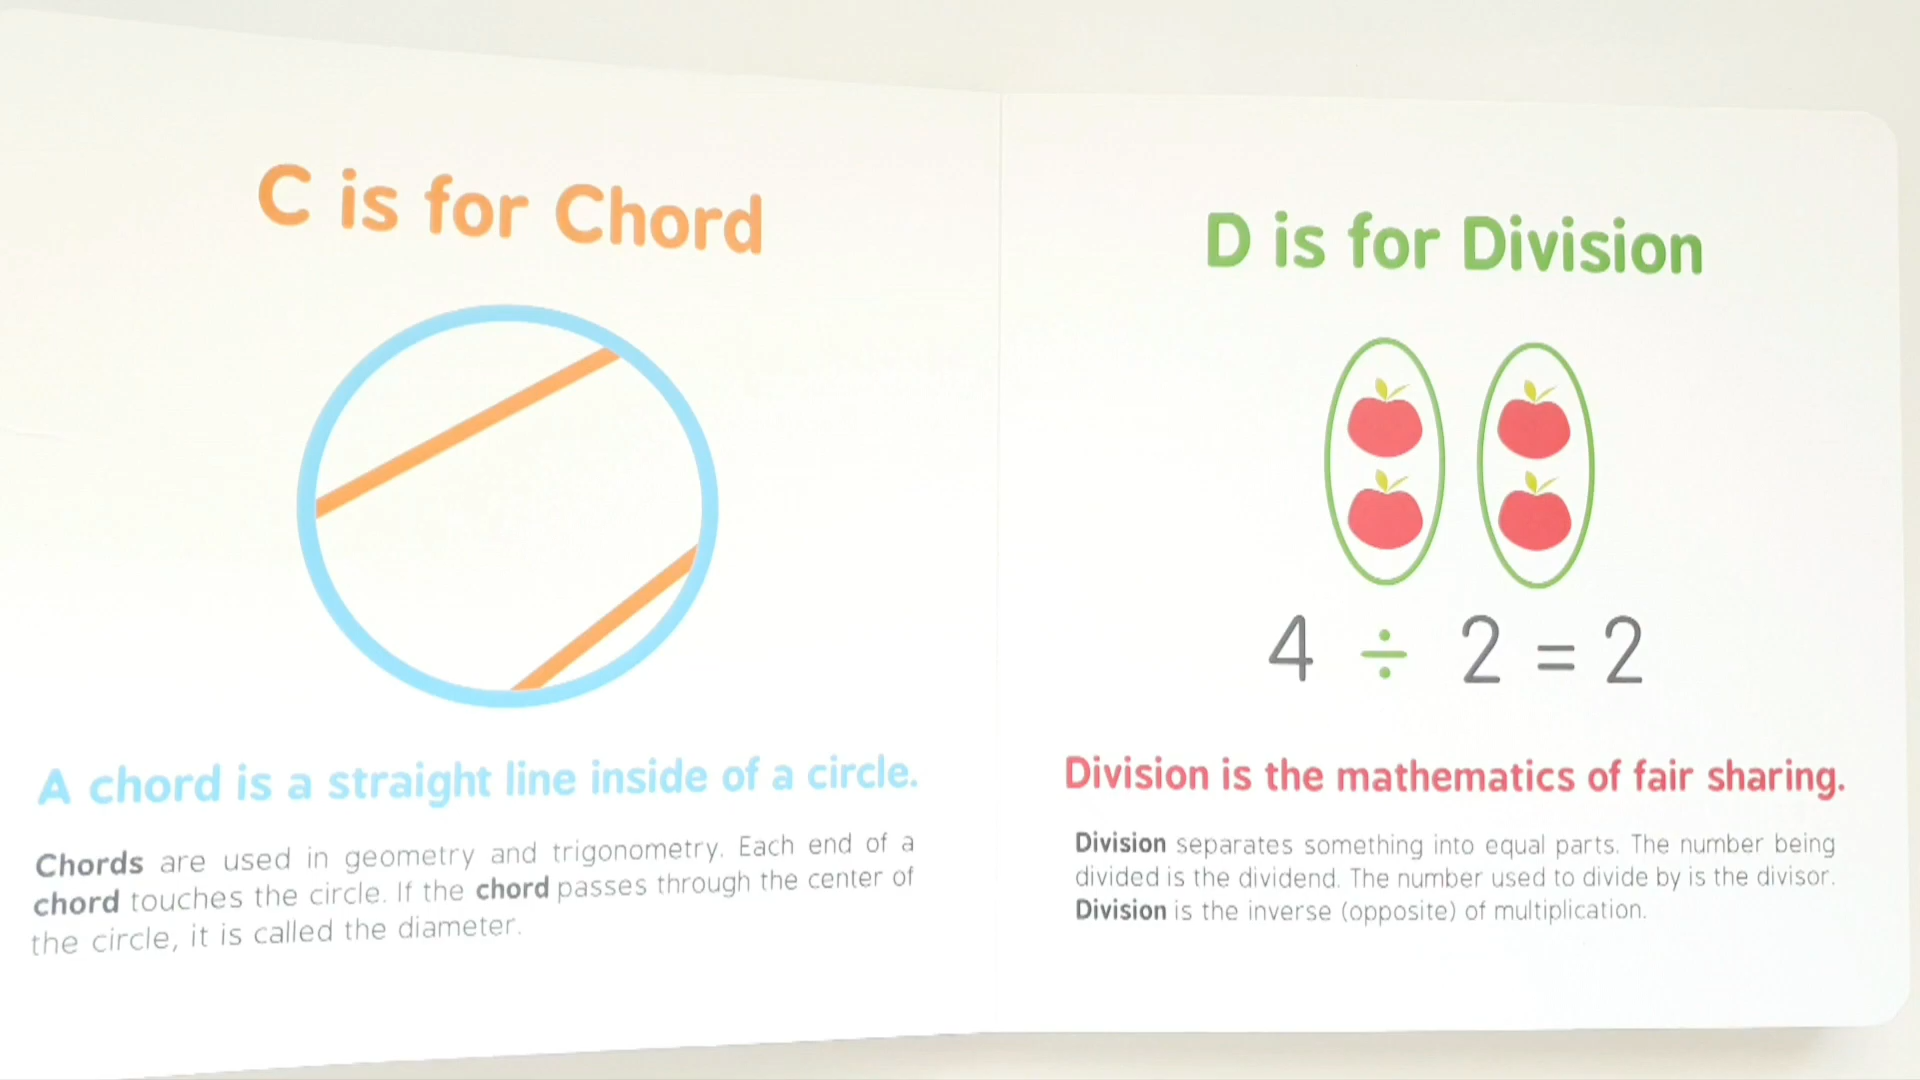 C is for Chord
A chord is a straight line inside of a circle.
Chords are used in geometry and trigonometry. Each end of a
chord touches the circle. If the chord passes through the center of
the circle, it is called the diameter.
D is for Division
4 ÷ 2 = 2
Division is the mathematics of fair sharing.
Division separates something into equal parts. The number being
divided is the dividend. The number used to divide by is the divisor.
Division is the inverse (opposite) of multiplication.